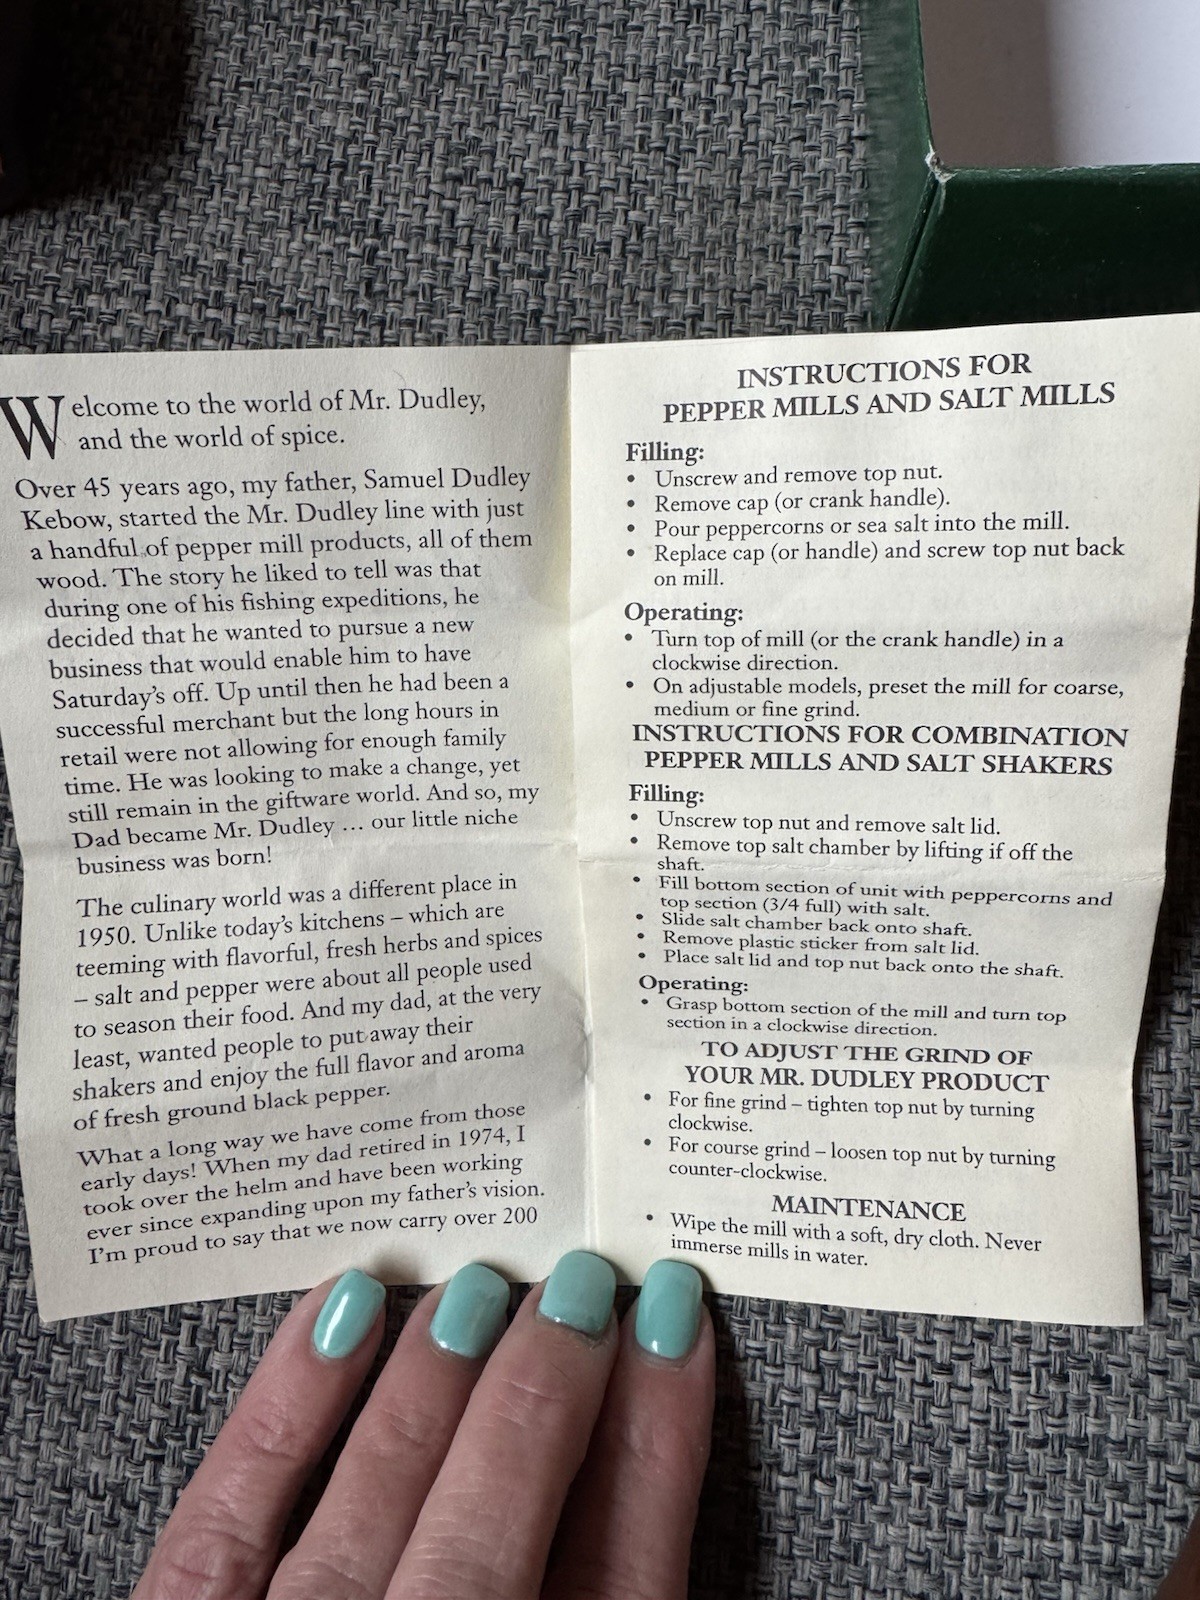 Welcome to the world of Mr. Dudley,
and the world of spice.
Over 45 years ago, my father, Samuel Dudley
Kebow, started the Mr. Dudley line with just
a handful of pepper mill products, all of them
wood. The story he liked to tell was that
during one of his fishing expeditions, he
decided that he wanted to pursue a new
business that would enable him to have
Saturday's off. Up until then he had been a
successful merchant but the long hours in
retail were not allowing for enough family
time. He was looking to make a change, yet
still remain in the giftware world. And so, my
Dad became Mr. Dudley ... our little niche
business was born!
The culinary world was a different place in
1950. Unlike today's kitchens – which are
teeming with flavorful, fresh herbs and spices
– salt and pepper were about all people used
to season their food. And my dad, at the very
least, wanted people to put away their
shakers and enjoy the full flavor and aroma
of fresh ground black pepper.
What a long way we have come from those
early days! When my dad retired in 1974, I
took over the helm and have been working
ever since expanding upon my father's vision.
I'm proud to say that we now carry over 200
INSTRUCTIONS FOR
PEPPER MILLS AND SALT MILLS
Filling:
• Unscrew and remove top nut.
• Remove cap (or crank handle).
• Pour peppercorns or sea salt into the mill.
• Replace cap (or handle) and screw top nut back
on mill.
Operating:
• Turn top of mill (or the crank handle) in a
clockwise direction.
• On adjustable models, preset the mill for coarse,
medium or fine grind.
INSTRUCTIONS FOR COMBINATION
PEPPER MILLS AND SALT SHAKERS
Filling:
• Unscrew top nut and remove salt lid.
• Remove top salt chamber by lifting if off the
shaft.
• Fill bottom section of unit with peppercorns and
top section (3/4 full) with salt.
• Slide salt chamber back onto shaft.
• Remove plastic sticker from salt lid.
• Place salt lid and top nut back onto the shaft.
Operating:
• Grasp bottom section of the mill and turn top
section in a clockwise direction.
TO ADJUST THE GRIND OF
YOUR MR. DUDLEY PRODUCT
• For fine grind – tighten top nut by turning
clockwise.
• For course grind – loosen top nut by turning
counter-clockwise.
MAINTENANCE
• Wipe the mill with a soft, dry cloth. Never
immerse mills in water.